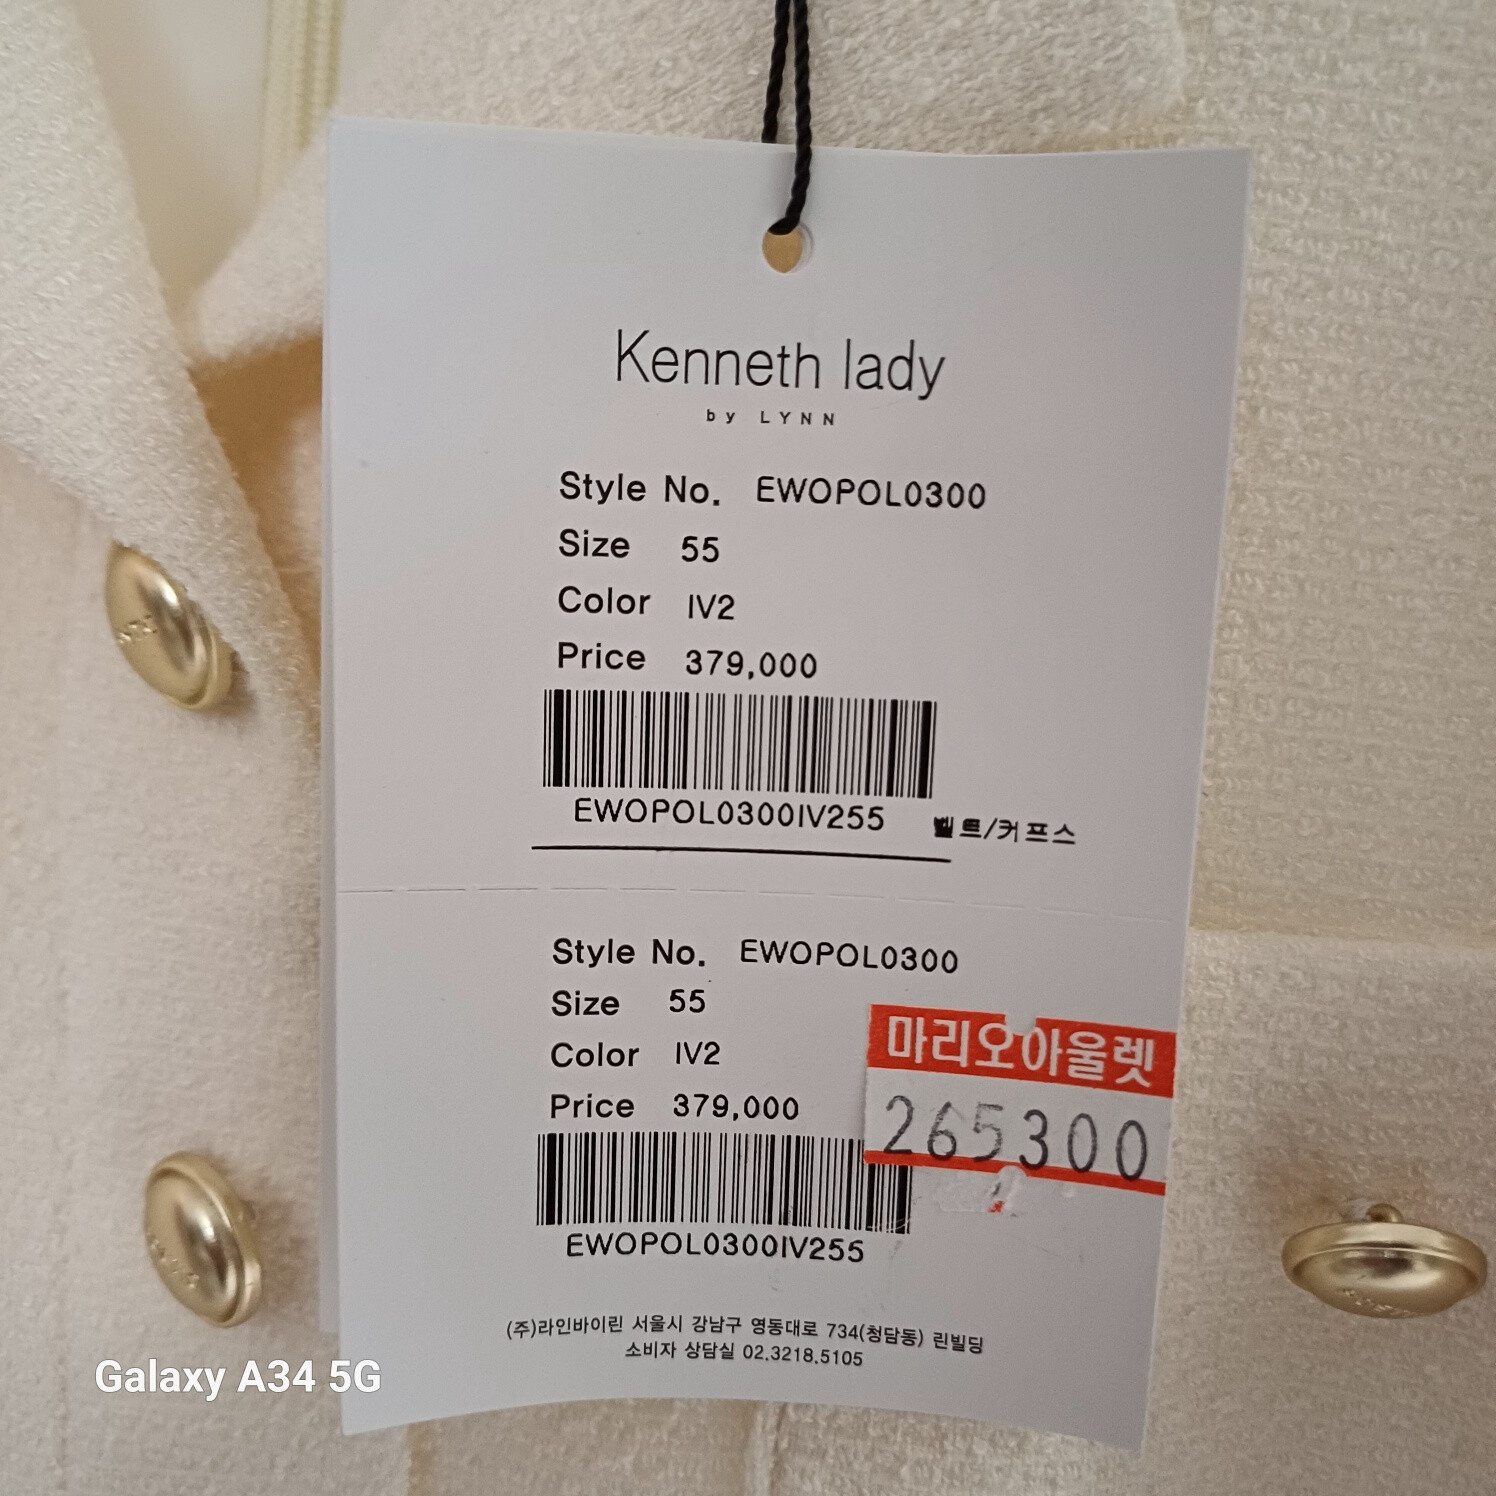 Kenneth lady
by LYNN
Style No. EWOPOL0300
Size 55
Color IV2
Price 379,000
EWOPOL0300IV255
벨트/커프스
Style No. EWOPOL0300
Size 55
Color IV2
Price 379,000
마리오아울렛
265300
EWOPOL0300IV255
(주)라인바이린 서울시 강남구 영동대로 734(청담동) 린빌딩
소비자 상담실 02.3218.5105
Galaxy A34 5G